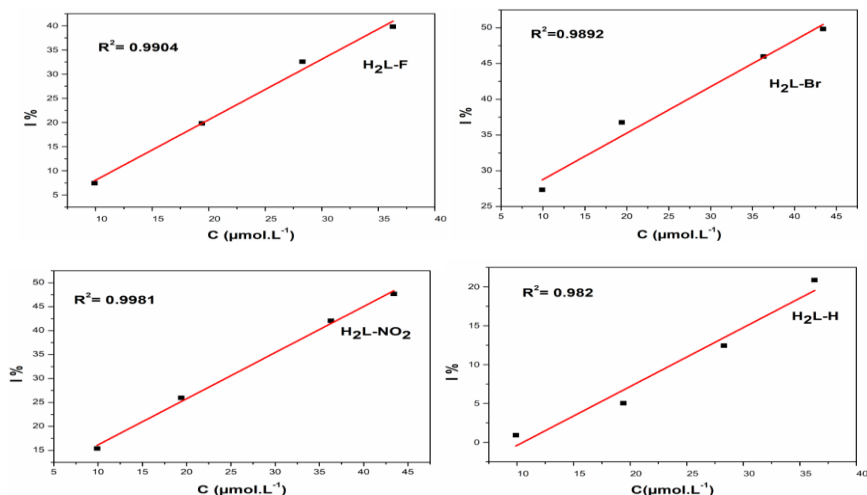 40
35
30
25
20
15
10
5
I %
R²= 0.9904
H₂L-F
10 15 20 25 30 35 40
C (µmol.L⁻¹)
50
45
40
35
30
25
I %
R²=0.9892
H₂L-Br
5 10 15 20 25 30 35 40 45
C (µmol.L⁻¹)
50
45
40
35
30
25
20
15
I %
R²= 0.9981
H₂L-NO₂
5 10 15 20 25 30 35 40 45
C (µmol.L⁻¹)
20
15
10
5
0
I %
R²= 0.982
H₂L-H
10 15 20 25 30 35 40
C (µmol.L⁻¹)